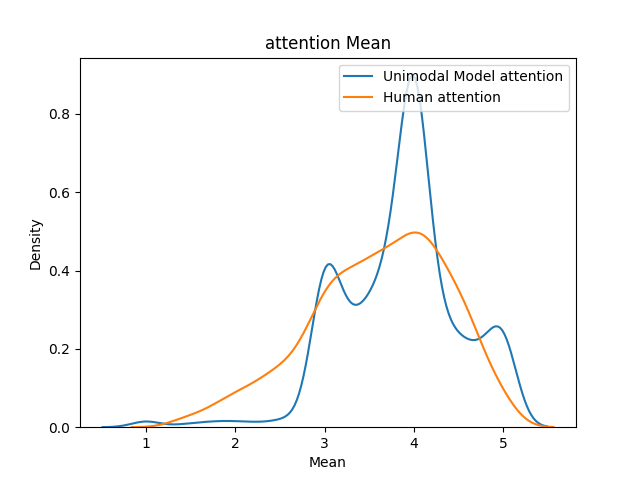 attention Mean
Unimodal Model attention
Human attention
Density
0.8
0.6
0.4
0.2
0.0
1 2 3 4 5
Mean